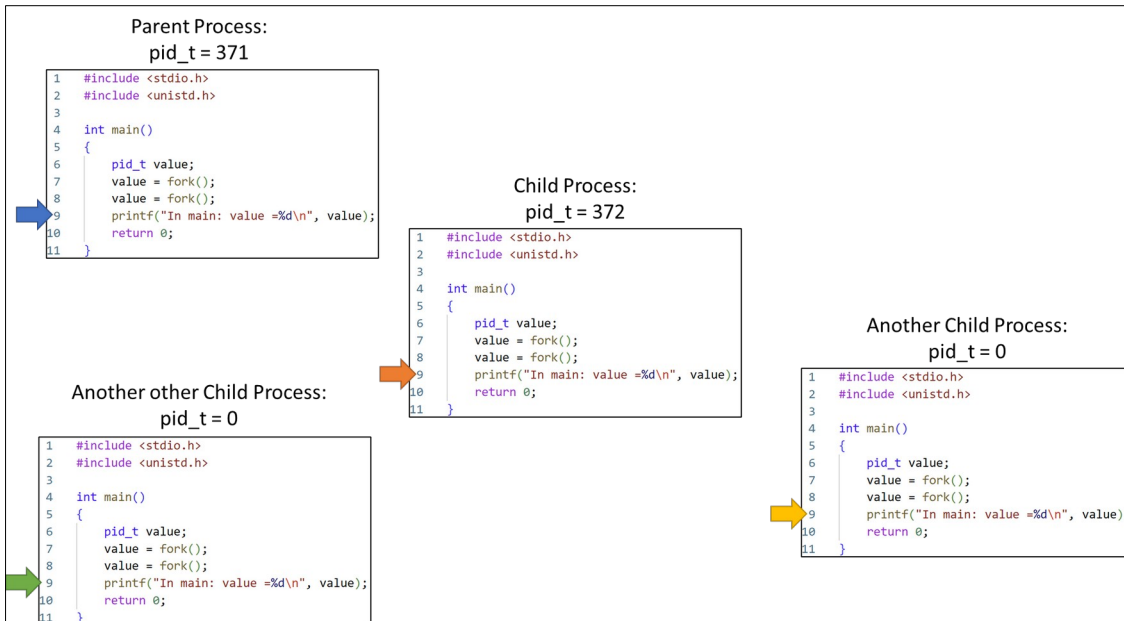 Parent Process:
pid_t = 371
1 #include <stdio.h>
2 #include <unistd.h>
3
4 int main()
5 {
6 pid_t value;
7 value = fork();
8 value = fork();
9 printf("In main: value =%d\n", value);
10 return 0;
11 }
Child Process:
pid_t = 372
1 #include <stdio.h>
2 #include <unistd.h>
3
4 int main()
5 {
6 pid_t value;
7 value = fork();
8 value = fork();
9 printf("In main: value =%d\n", value);
10 return 0;
11 }
Another Child Process:
pid_t = 0
1 #include <stdio.h>
2 #include <unistd.h>
3
4 int main()
5 {
6 pid_t value;
7 value = fork();
8 value = fork();
9 printf("In main: value =%d\n", value)
10 return 0;
11 }
Another other Child Process:
pid_t = 0
1 #include <stdio.h>
2 #include <unistd.h>
3
4 int main()
5 {
6 pid_t value;
7 value = fork();
8 value = fork();
9 printf("In main: value =%d\n", value);
10 return 0;
11 }